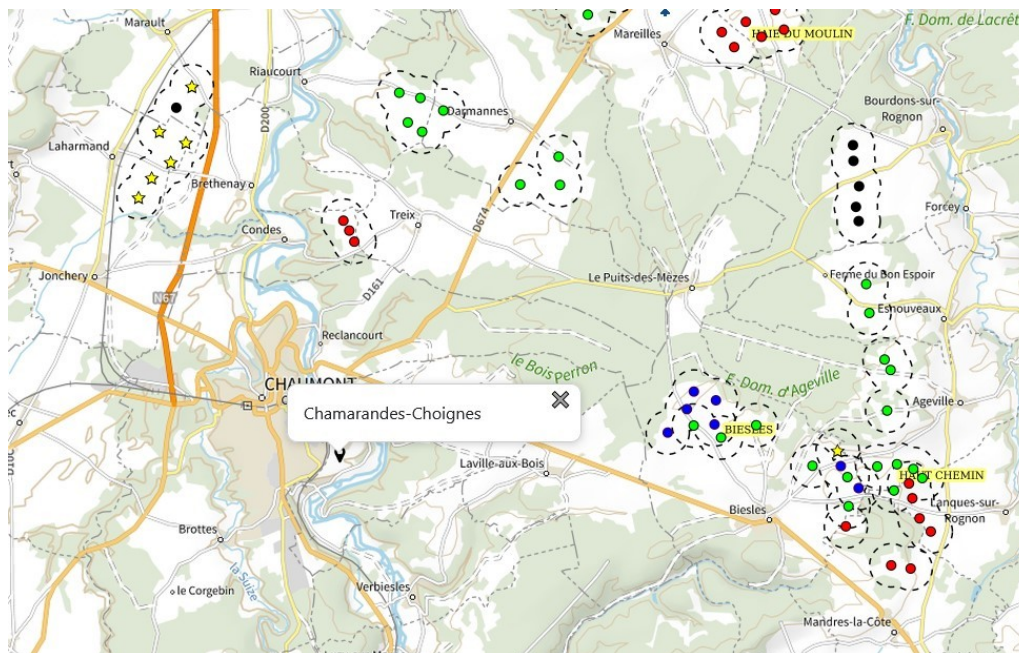 Marault
F. Dom. de Lacrêt
Mareilles
HAIE DU MOULIN
Riaucourt
D200
Darmannes
Bourdons-sur-
Rognon
Laharmand
Brethenay
Treix
D674
Forcey
Condes
Jonchery
Ferme du Bon Espoir
Le Puits-des-Mèzes
N67
D161
Esnouveaux
Reclancourt
le Bois Perron
F. Dom. d'Ageville
CHAUMONT
Ageville
Chamarandes-Choignes
BIESLES
Laville-aux-Bois
HAUT CHEMIN
Lanques-sur-
Rognon
Biesles
Brottes
la Suize
le Corgebin
Verbiesles
Mandres-la-Côte